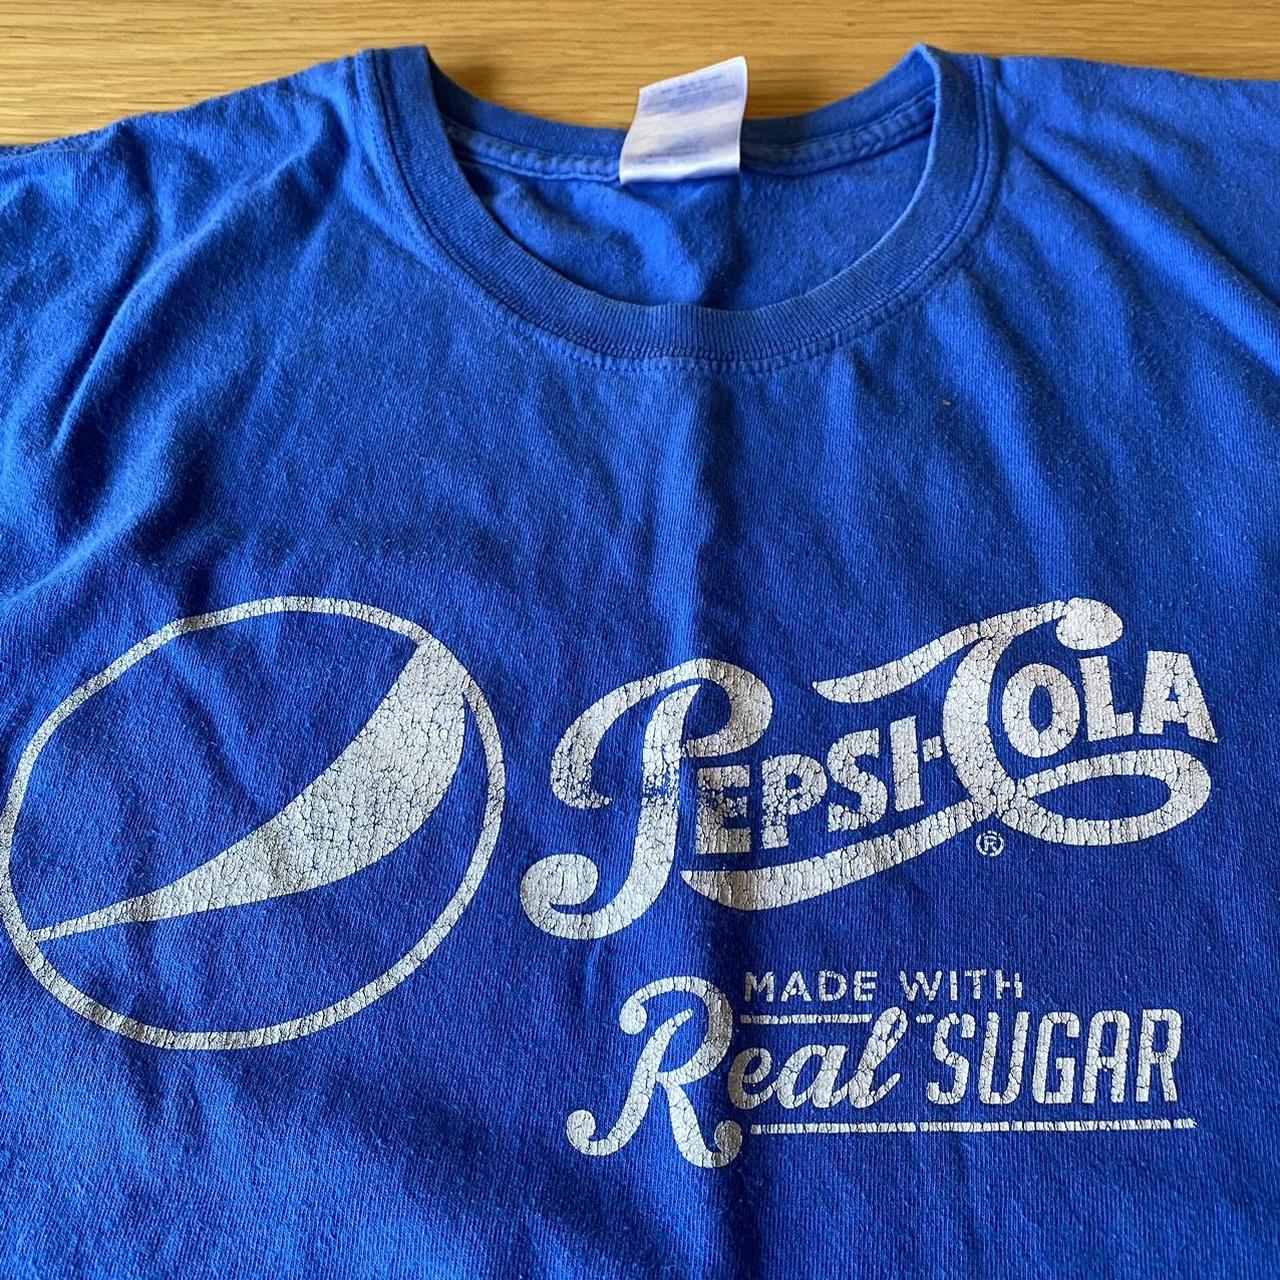 PEPSI-COLA®
MADE WITH
Real SUGAR